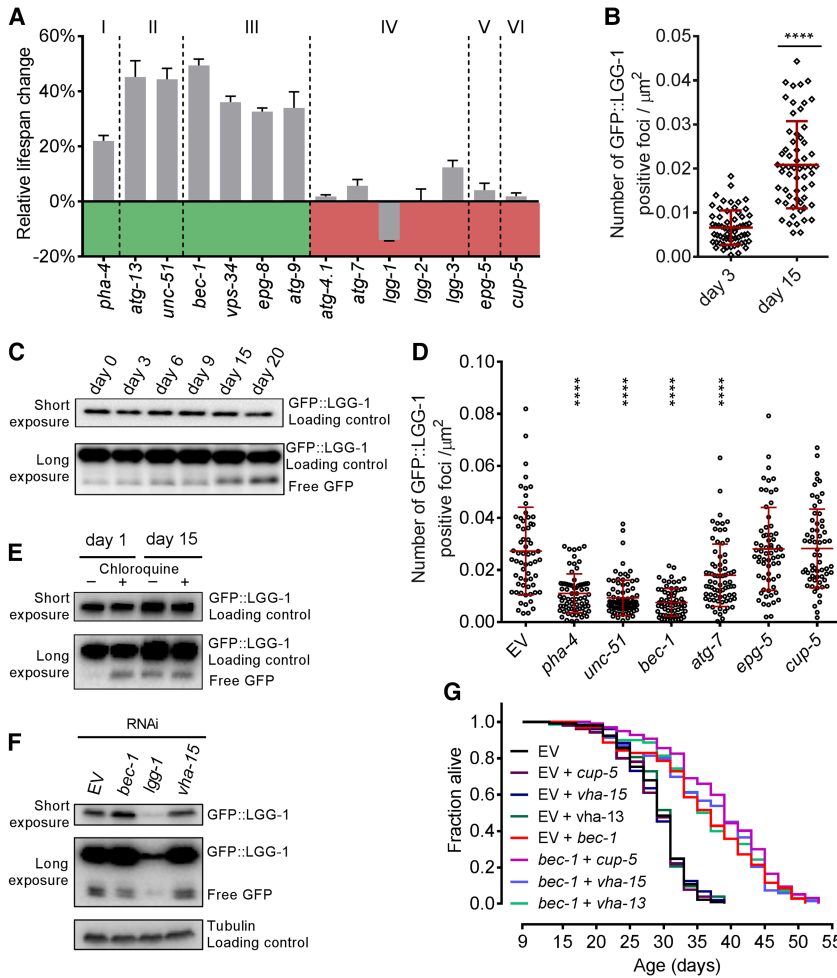 A
I II III IV V VI
Relative lifespan change
60%
40%
20%
0%
-20%
pha-4 atg-13 unc-51 bec-1 vps-34 epg-8 atg-9 atg-4.1 atg-7 lgg-1 lgg-2 lgg-3 epg-5 cup-5
B
Number of GFP::LGG-1
positive foci / μm²
0.05
0.04
0.03
0.02
0.01
0.00
****
day 3 day 15
C
day 0 day 3 day 6 day 9 day 15 day 20
Short
exposure
GFP::LGG-1
Loading control
Long
exposure
GFP::LGG-1
Loading control
Free GFP
D
Number of GFP::LGG-1
positive foci /μm²
0.10
0.08
0.06
0.04
0.02
0.00
**** **** **** ****
EV pha-4 unc-51 bec-1 atg-7 epg-5 cup-5
E
day 1 day 15
Chloroquine
– + – +
Short
exposure
GFP::LGG-1
Loading control
Long
exposure
GFP::LGG-1
Loading control
Free GFP
F
RNAi
EV bec-1 lgg-1 vha-15
Short
exposure
GFP::LGG-1
Long
exposure
GFP::LGG-1
Free GFP
Tubulin
Loading control
G
Fraction alive
1.0
0.8
0.6
0.4
0.2
0.0
EV
EV + cup-5
EV + vha-15
EV + vha-13
EV + bec-1
bec-1 + cup-5
bec-1 + vha-15
bec-1 + vha-13
9 15 20 25 30 35 40 45 50 55
Age (days)